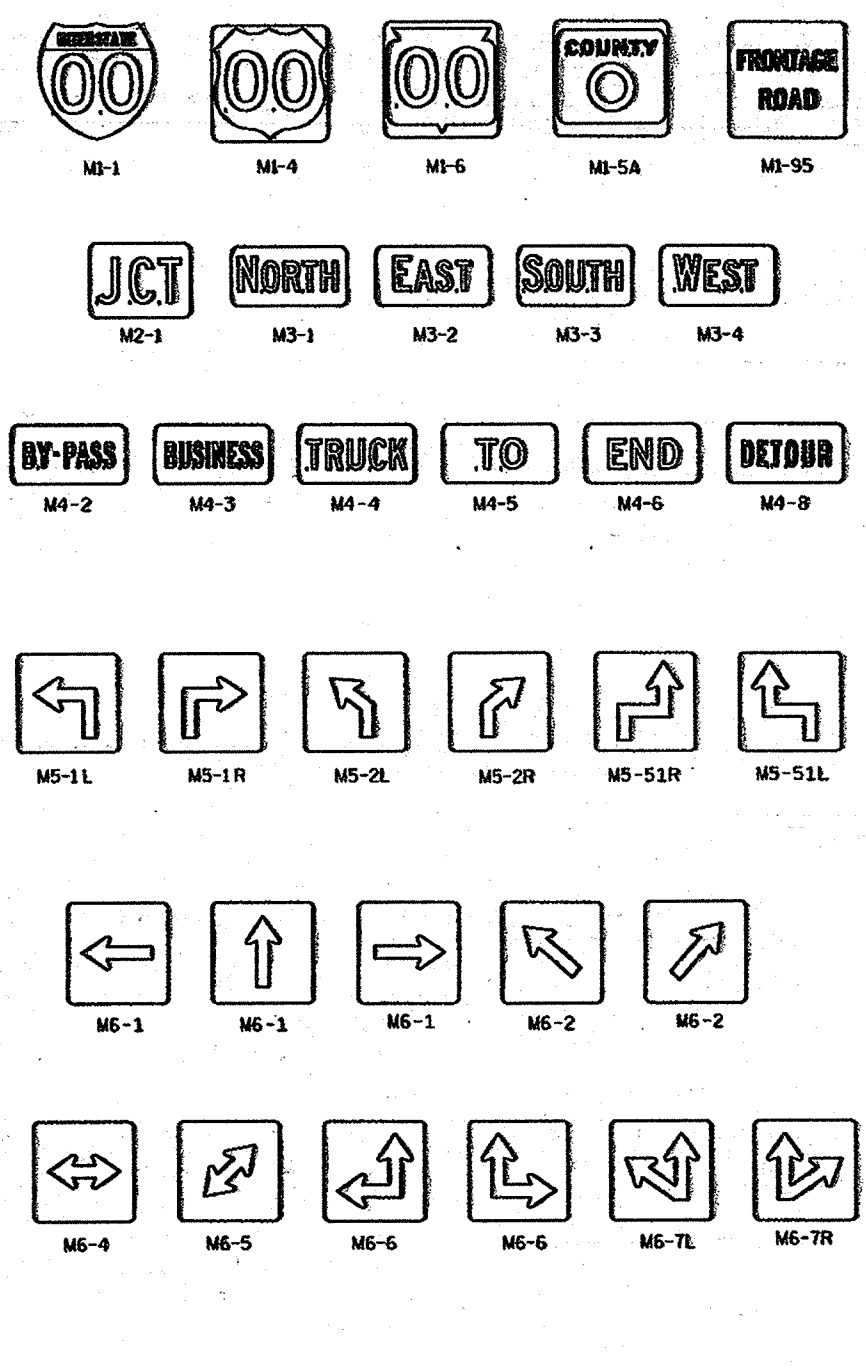 INTERSTATE
00 00 00 COUNTY O FRONTAGE ROAD
M1-1 M1-4 M1-6 M1-5A M1-95
JCT NORTH EAST SOUTH WEST
M2-1 M3-1 M3-2 M3-3 M3-4
BY-PASS BUSINESS TRUCK TO END DETOUR
M4-2 M4-3 M4-4 M4-5 M4-6 M4-8
M5-1L M5-1R M5-2L M5-2R M5-51R M5-51L
M6-1 M6-1 M6-1 M6-2 M6-2
M6-4 M6-5 M6-6 M6-6 M6-7L M6-7R